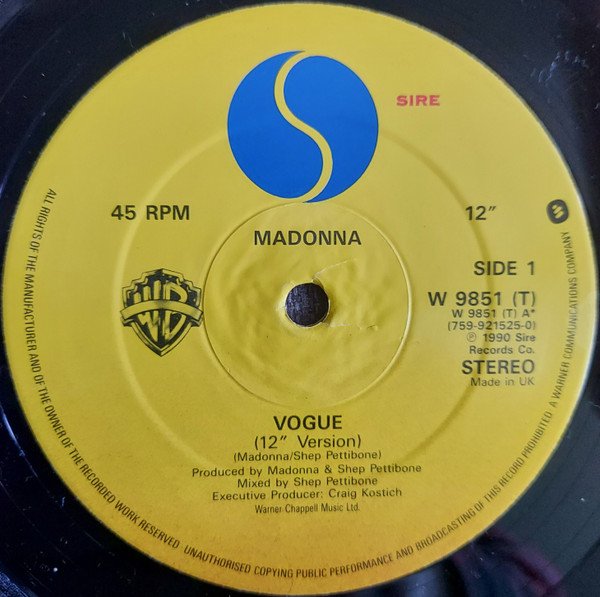 SIRE
45 RPM
12"
MADONNA
SIDE 1
W 9851 (T)
W 9851 (T) A*
(759-921525-0)
℗ 1990 Sire
Records Co.
STEREO
Made in UK
WB
VOGUE
(12" Version)
(Madonna/Shep Pettibone)
Produced by Madonna & Shep Pettibone
Mixed by Shep Pettibone
Executive Producer: Craig Kostich
Warner Chappell Music Ltd.
ALL RIGHTS OF THE MANUFACTURER AND OF THE OWNER OF THE RECORDED WORK RESERVED UNAUTHORISED COPYING PUBLIC PERFORMANCE AND BROADCASTING OF THIS RECORD PROHIBITED A WARNER COMMUNICATIONS COMPANY